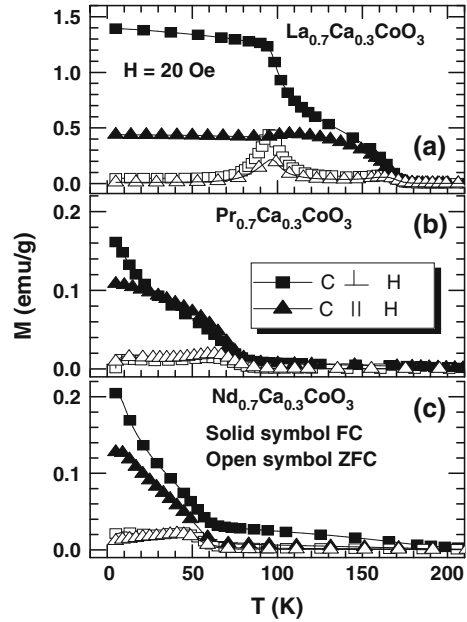 La0.7Ca0.3CoO3
H = 20 Oe
1.5
1.0
0.5
0.0
(a)
Pr0.7Ca0.3CoO3
(b)
0.2
0.1
0.0
C ⊥ H
C || H
M (emu/g)
Nd0.7Ca0.3CoO3
(c)
Solid symbol FC
Open symbol ZFC
0.2
0.1
0.0
0 50 100 150 200
T (K)